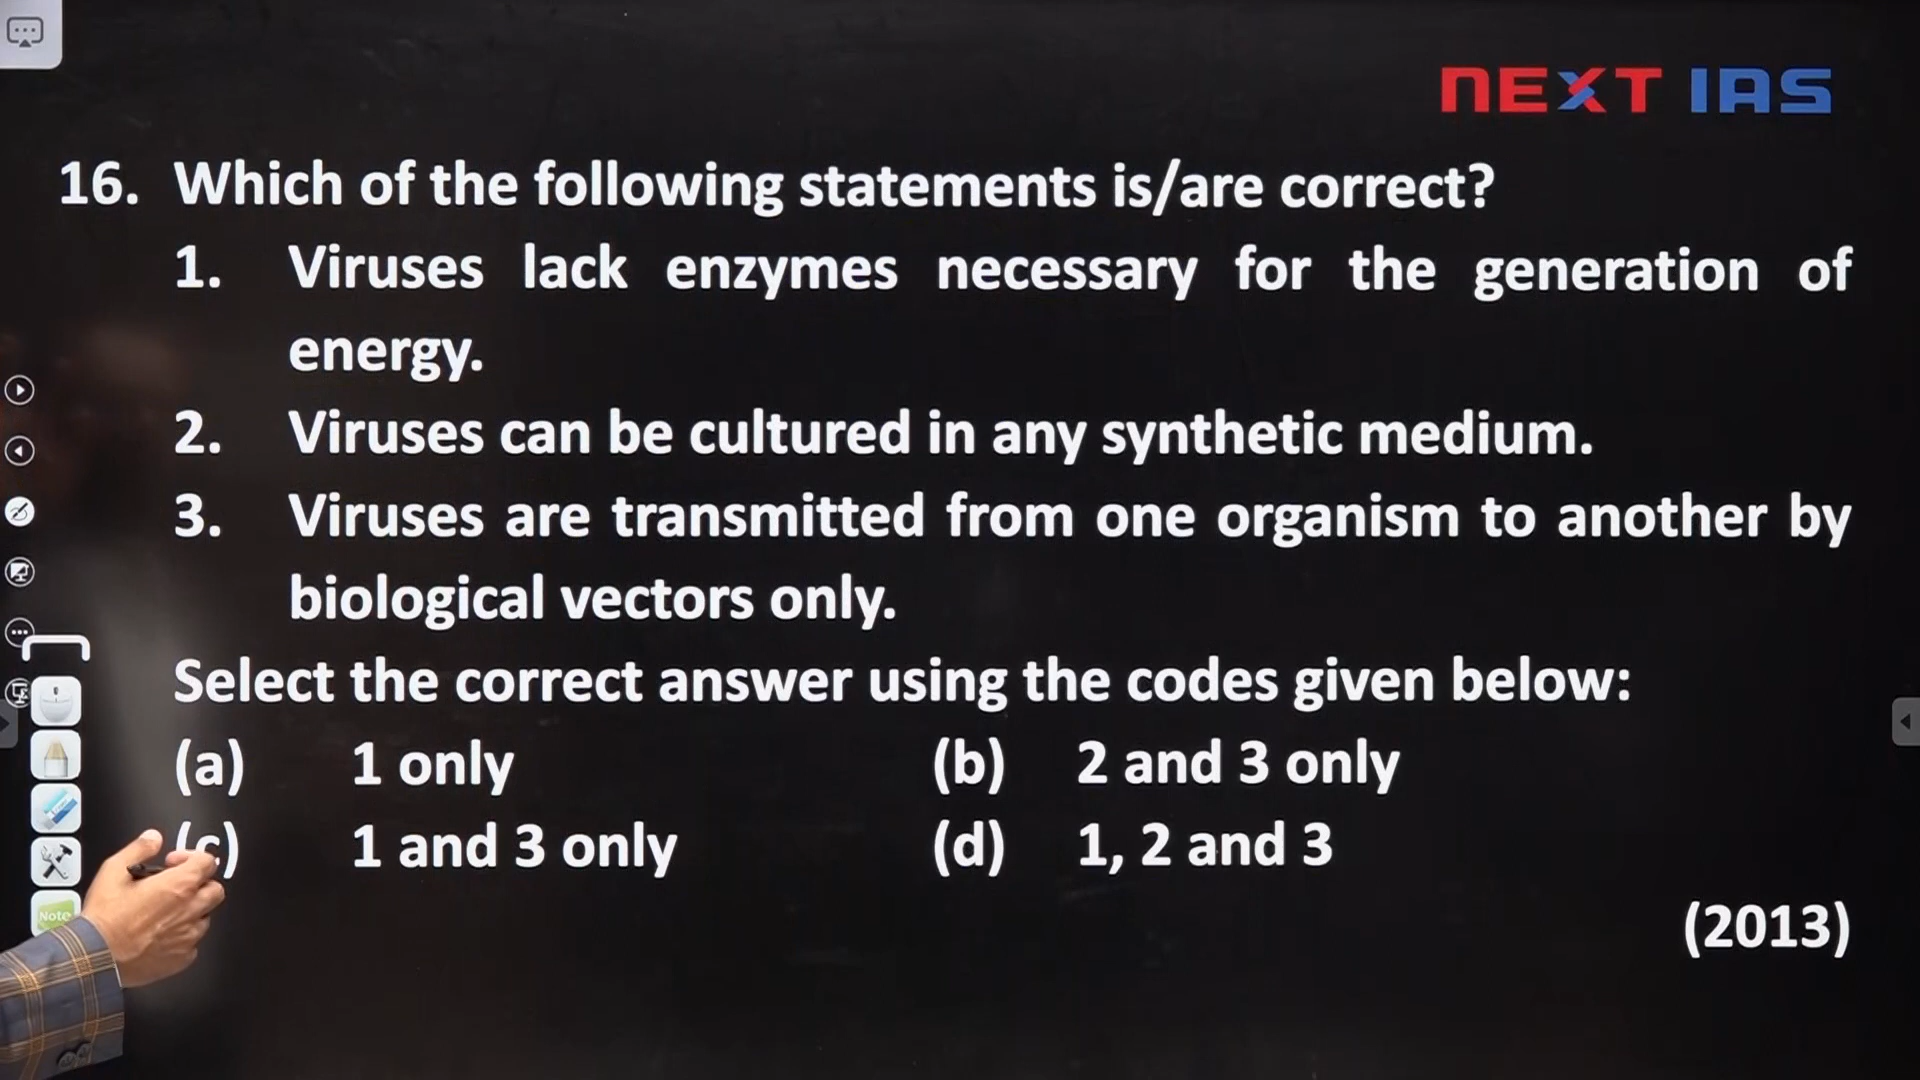 NEXT IAS
16. Which of the following statements is/are correct?
1. Viruses lack enzymes necessary for the generation of
energy.
2. Viruses can be cultured in any synthetic medium.
3. Viruses are transmitted from one organism to another by
biological vectors only.
Select the correct answer using the codes given below:
(a) 1 only (b) 2 and 3 only
(c) 1 and 3 only (d) 1, 2 and 3
Note
(2013)